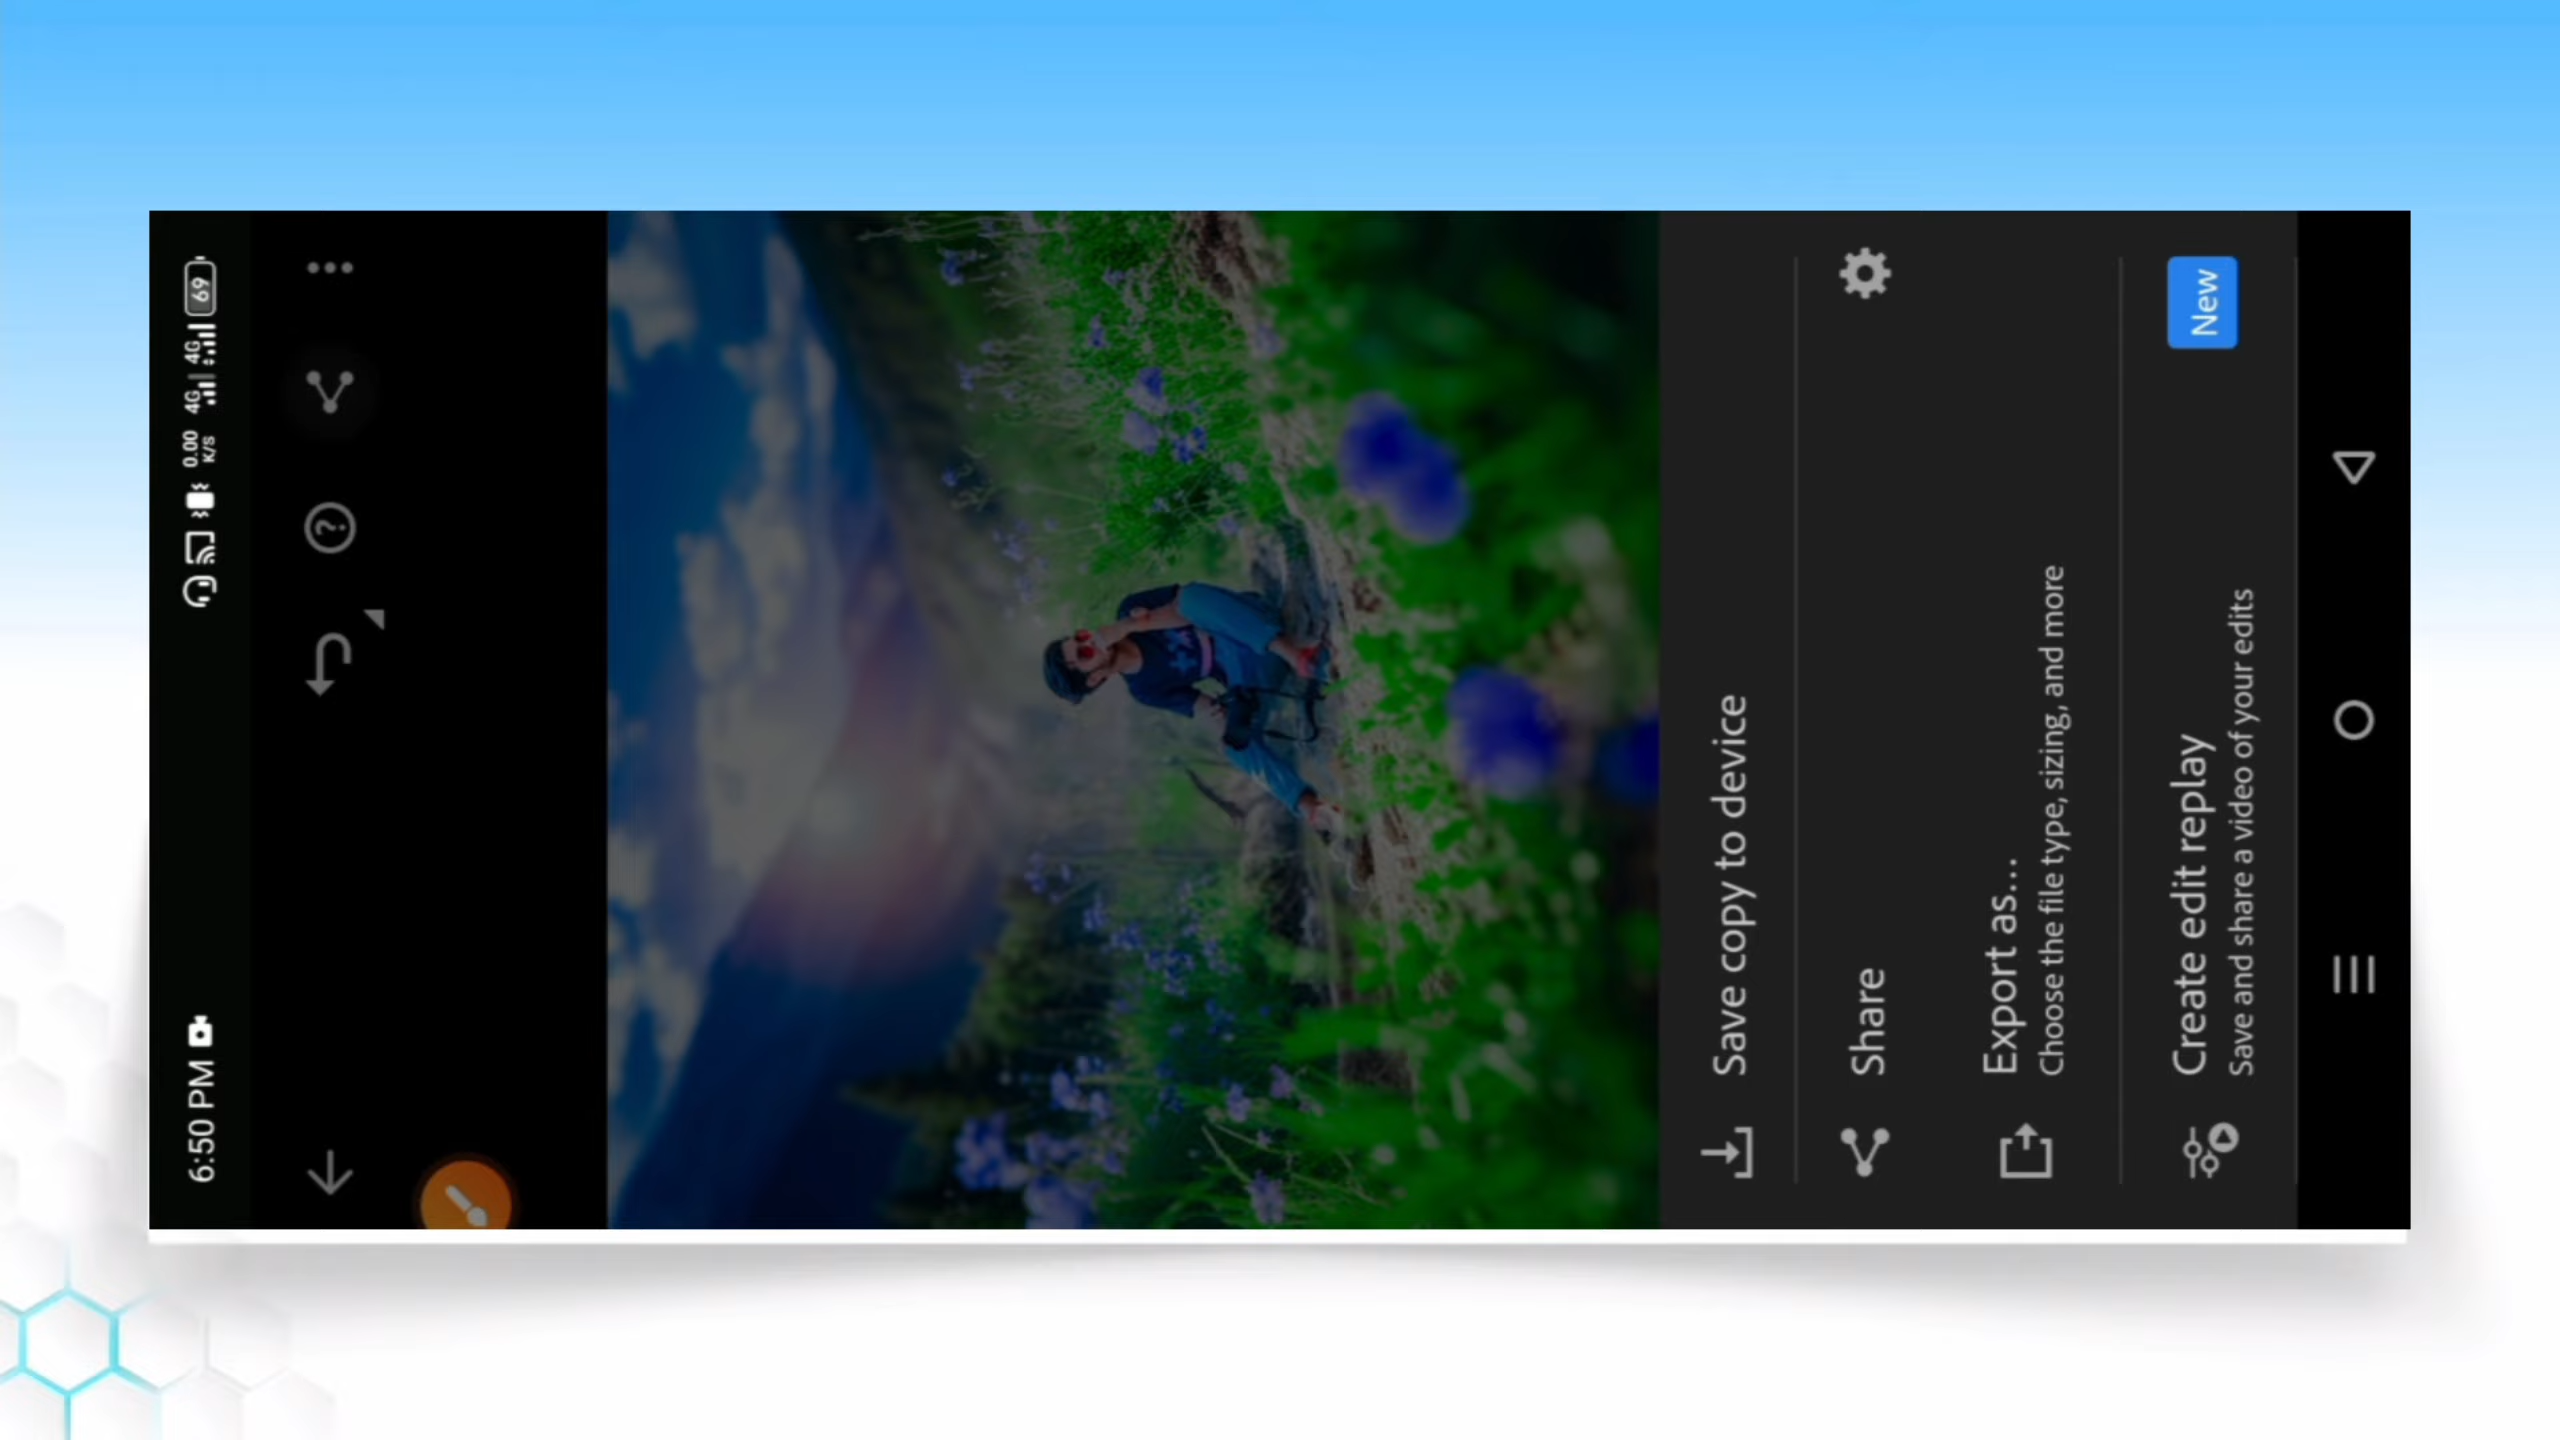 6:50 PM
0.00
K/S
4G
4G
69
Save copy to device
Share
Export as...
Choose the file type, sizing, and more
Create edit replay
New
Save and share a video of your edits